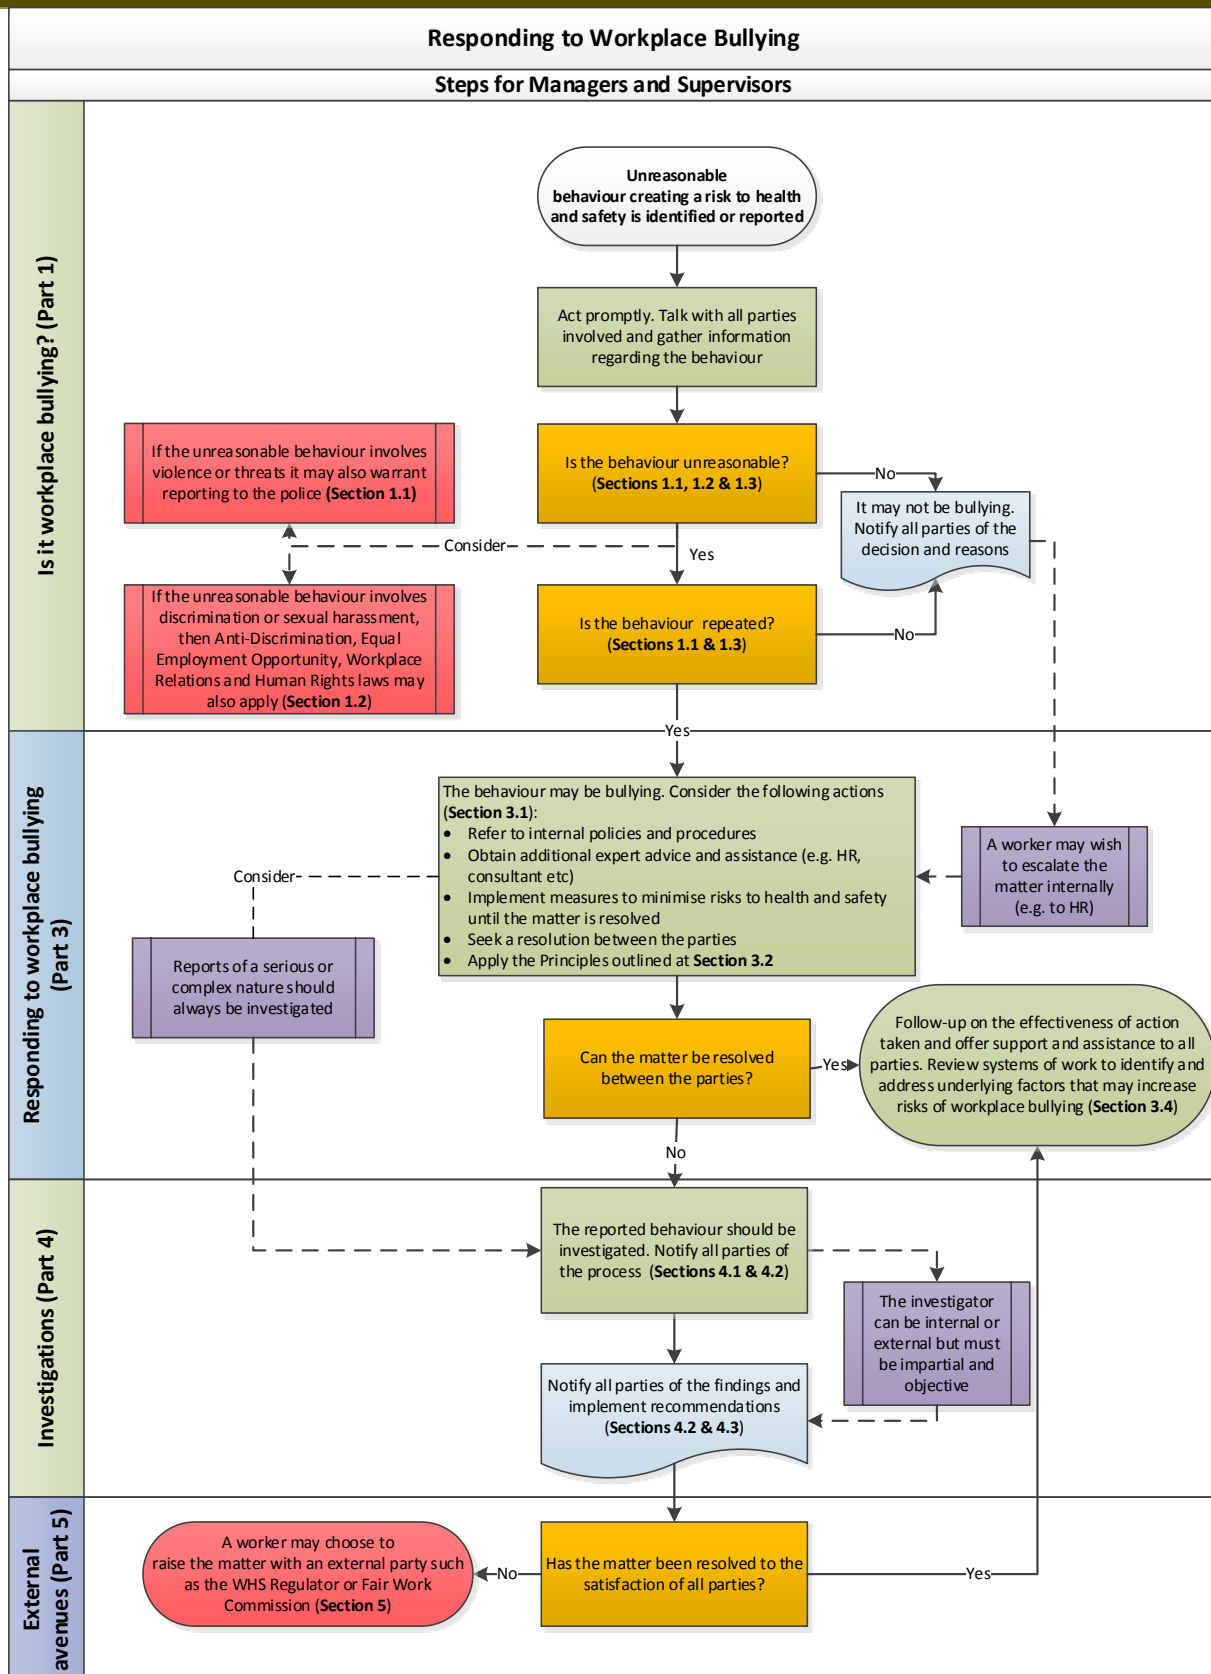 Responding to Workplace Bullying
Steps for Managers and Supervisors
Is it workplace bullying? (Part 1)
Unreasonable
behaviour creating a risk to health
and safety is identified or reported
Act promptly. Talk with all parties
involved and gather information
regarding the behaviour
If the unreasonable behaviour involves
violence or threats it may also warrant
reporting to the police (Section 1.1)
Is the behaviour unreasonable?
(Sections 1.1, 1.2 & 1.3)
No
It may not be bullying.
Notify all parties of the
decision and reasons
Consider
Yes
If the unreasonable behaviour involves
discrimination or sexual harassment,
then Anti-Discrimination, Equal
Employment Opportunity, Workplace
Relations and Human Rights laws may
also apply (Section 1.2)
Is the behaviour repeated?
(Sections 1.1 & 1.3)
No
Yes
Responding to workplace bullying
(Part 3)
The behaviour may be bullying. Consider the following actions
(Section 3.1):
• Refer to internal policies and procedures
• Obtain additional expert advice and assistance (e.g. HR,
consultant etc)
• Implement measures to minimise risks to health and safety
until the matter is resolved
• Seek a resolution between the parties
• Apply the Principles outlined at Section 3.2
A worker may wish
to escalate the
matter internally
(e.g. to HR)
Consider
Reports of a serious or
complex nature should
always be investigated
Can the matter be resolved
between the parties?
Yes
Follow-up on the effectiveness of action
taken and offer support and assistance to all
parties. Review systems of work to identify and
address underlying factors that may increase
risks of workplace bullying (Section 3.4)
No
Investigations (Part 4)
The reported behaviour should be
investigated. Notify all parties of
the process (Sections 4.1 & 4.2)
The investigator
can be internal or
external but must
be impartial and
objective
Notify all parties of the findings and
implement recommendations
(Sections 4.2 & 4.3)
External
avenues (Part 5)
A worker may choose to
raise the matter with an external party such
as the WHS Regulator or Fair Work
Commission (Section 5)
No
Has the matter been resolved to the
satisfaction of all parties?
Yes